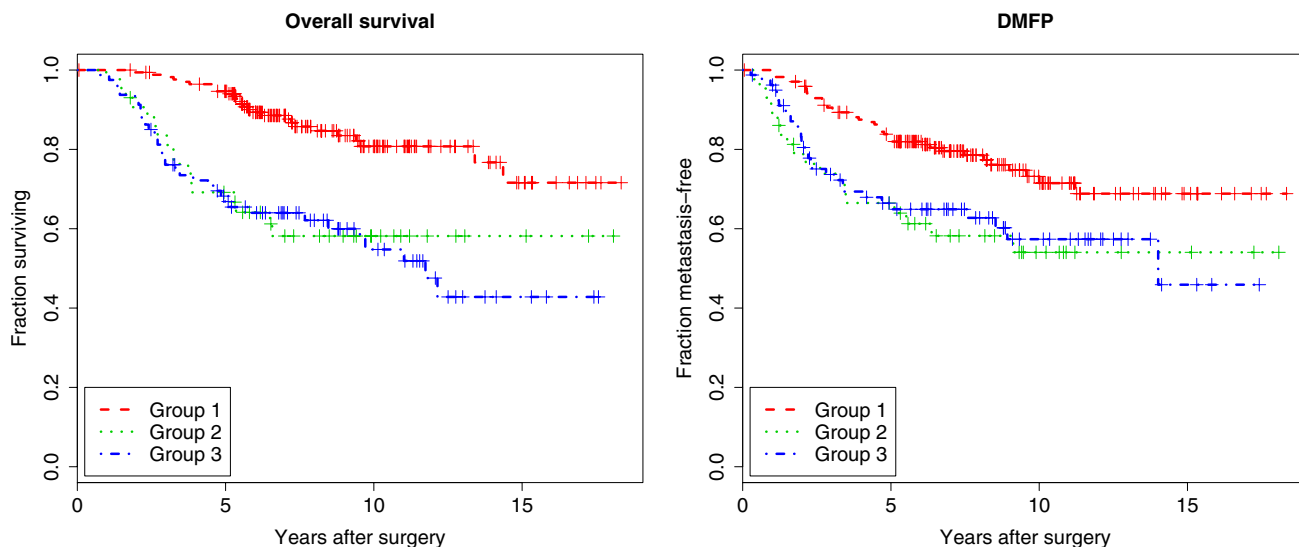 Overall survival
Fraction surviving
1.0
0.8
0.6
0.4
0.2
0.0
Group 1
Group 2
Group 3
0 5 10 15
Years after surgery
DMFP
Fraction metastasis–free
1.0
0.8
0.6
0.4
0.2
0.0
Group 1
Group 2
Group 3
0 5 10 15
Years after surgery